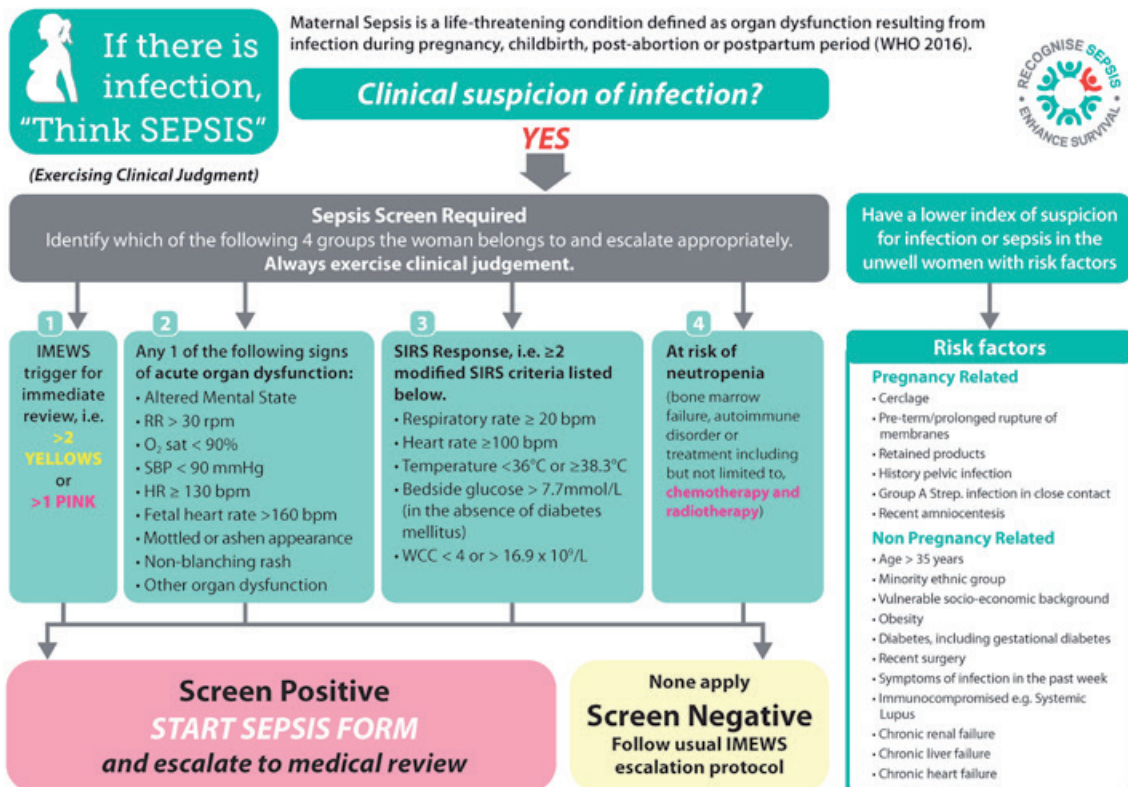 If there is
infection,
"Think SEPSIS"
(Exercising Clinical Judgment)
Maternal Sepsis is a life-threatening condition defined as organ dysfunction resulting from
infection during pregnancy, childbirth, post-abortion or postpartum period (WHO 2016).
Clinical suspicion of infection?
YES
RECOGNISE SEPSIS
• ENHANCE SURVIVAL •
Sepsis Screen Required
Identify which of the following 4 groups the woman belongs to and escalate appropriately.
Always exercise clinical judgement.
1
IMEWS
trigger for
immediate
review, i.e.
>2
YELLOWS
or
>1 PINK
2
Any 1 of the following signs
of acute organ dysfunction:
• Altered Mental State
• RR > 30 rpm
• O₂ sat < 90%
• SBP < 90 mmHg
• HR ≥ 130 bpm
• Fetal heart rate >160 bpm
• Mottled or ashen appearance
• Non-blanching rash
• Other organ dysfunction
3
SIRS Response, i.e. ≥2
modified SIRS criteria listed
below.
• Respiratory rate ≥ 20 bpm
• Heart rate ≥100 bpm
• Temperature <36°C or ≥38.3°C
• Bedside glucose > 7.7mmol/L
(in the absence of diabetes
mellitus)
• WCC < 4 or > 16.9 x 10⁹/L
4
At risk of
neutropenia
(bone marrow
failure, autoimmune
disorder or
treatment including
but not limited to,
chemotherapy and
radiotherapy)
Screen Positive
START SEPSIS FORM
and escalate to medical review
None apply
Screen Negative
Follow usual IMEWS
escalation protocol
Have a lower index of suspicion
for infection or sepsis in the
unwell women with risk factors
Risk factors
Pregnancy Related
• Cerclage
• Pre-term/prolonged rupture of
membranes
• Retained products
• History pelvic infection
• Group A Strep. infection in close contact
• Recent amniocentesis
Non Pregnancy Related
• Age > 35 years
• Minority ethnic group
• Vulnerable socio-economic background
• Obesity
• Diabetes, including gestational diabetes
• Recent surgery
• Symptoms of infection in the past week
• Immunocompromised e.g. Systemic
Lupus
• Chronic renal failure
• Chronic liver failure
• Chronic heart failure